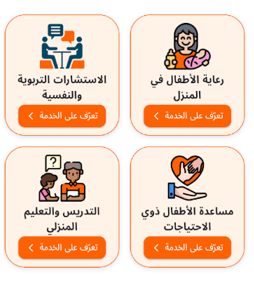 رعاية الأطفال في
المنزل
تعرّف على الخدمة
الاستشارات التربوية
والنفسية
تعرّف على الخدمة
مساعدة الأطفال ذوي
الاحتياجات
تعرّف على الخدمة
التدريس والتعليم
المنزلي
تعرّف على الخدمة